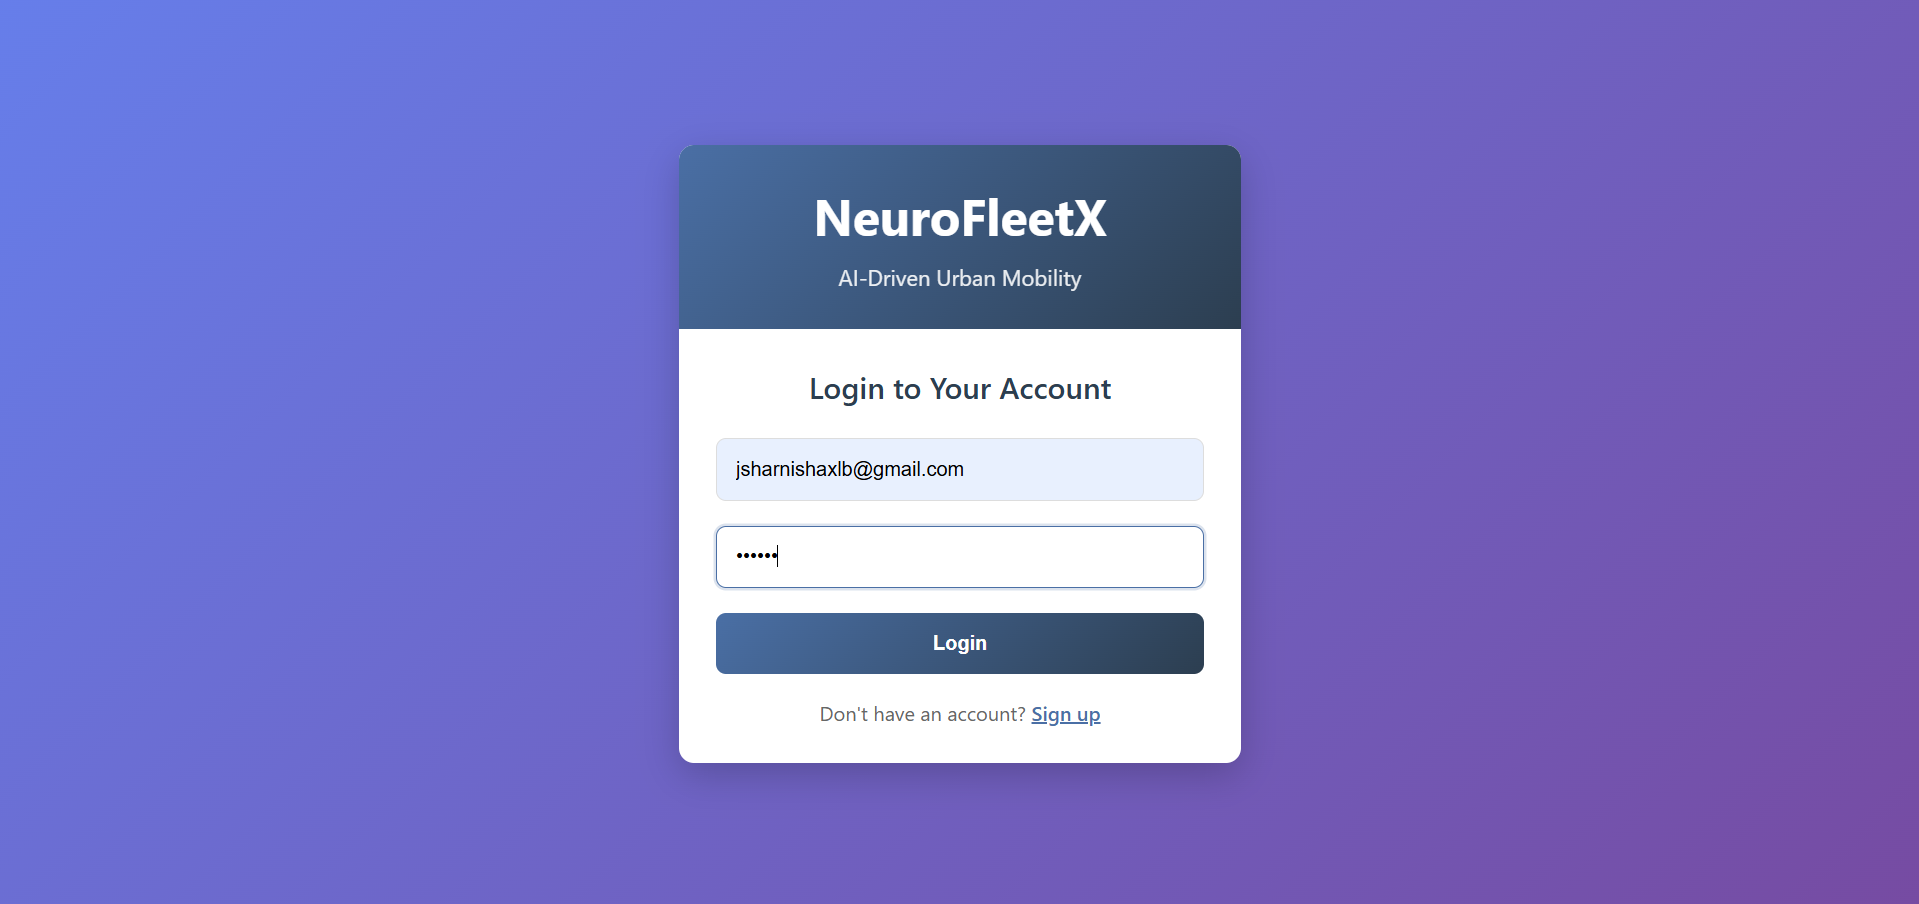 NeuroFleetX
AI-Driven Urban Mobility
Login to Your Account
jsharnishaxlb@gmail.com
••••••
Login
Don't have an account? Sign up